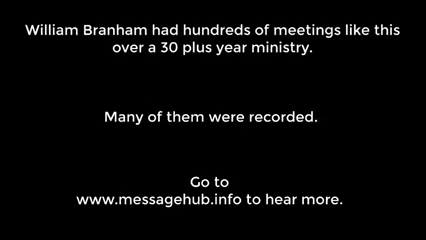 William Branham had hundreds of meetings like this
over a 30 plus year ministry.
Many of them were recorded.
Go to
www.messagehub.info to hear more.